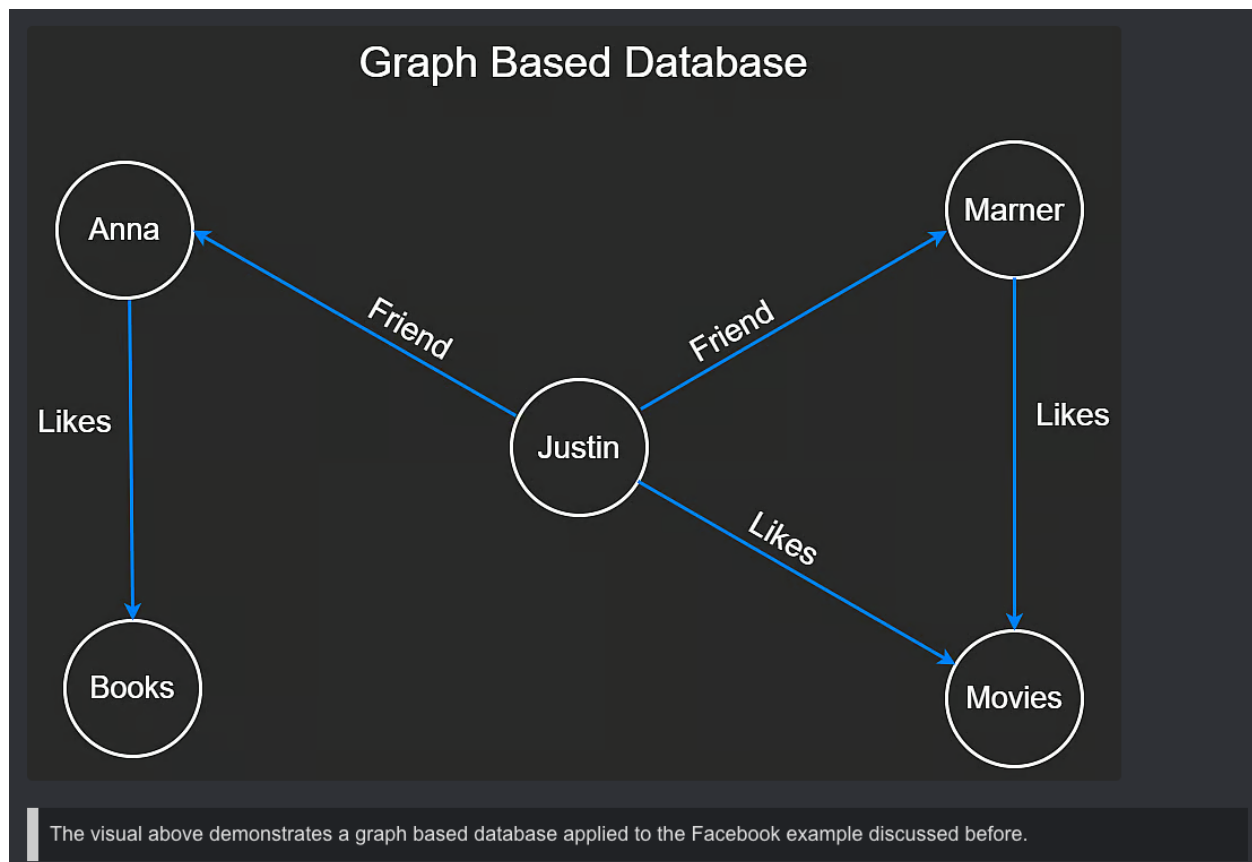 Graph Based Database
Anna
Marner
Friend
Friend
Likes
Justin
Likes
Likes
Books
Movies
The visual above demonstrates a graph based database applied to the Facebook example discussed before.